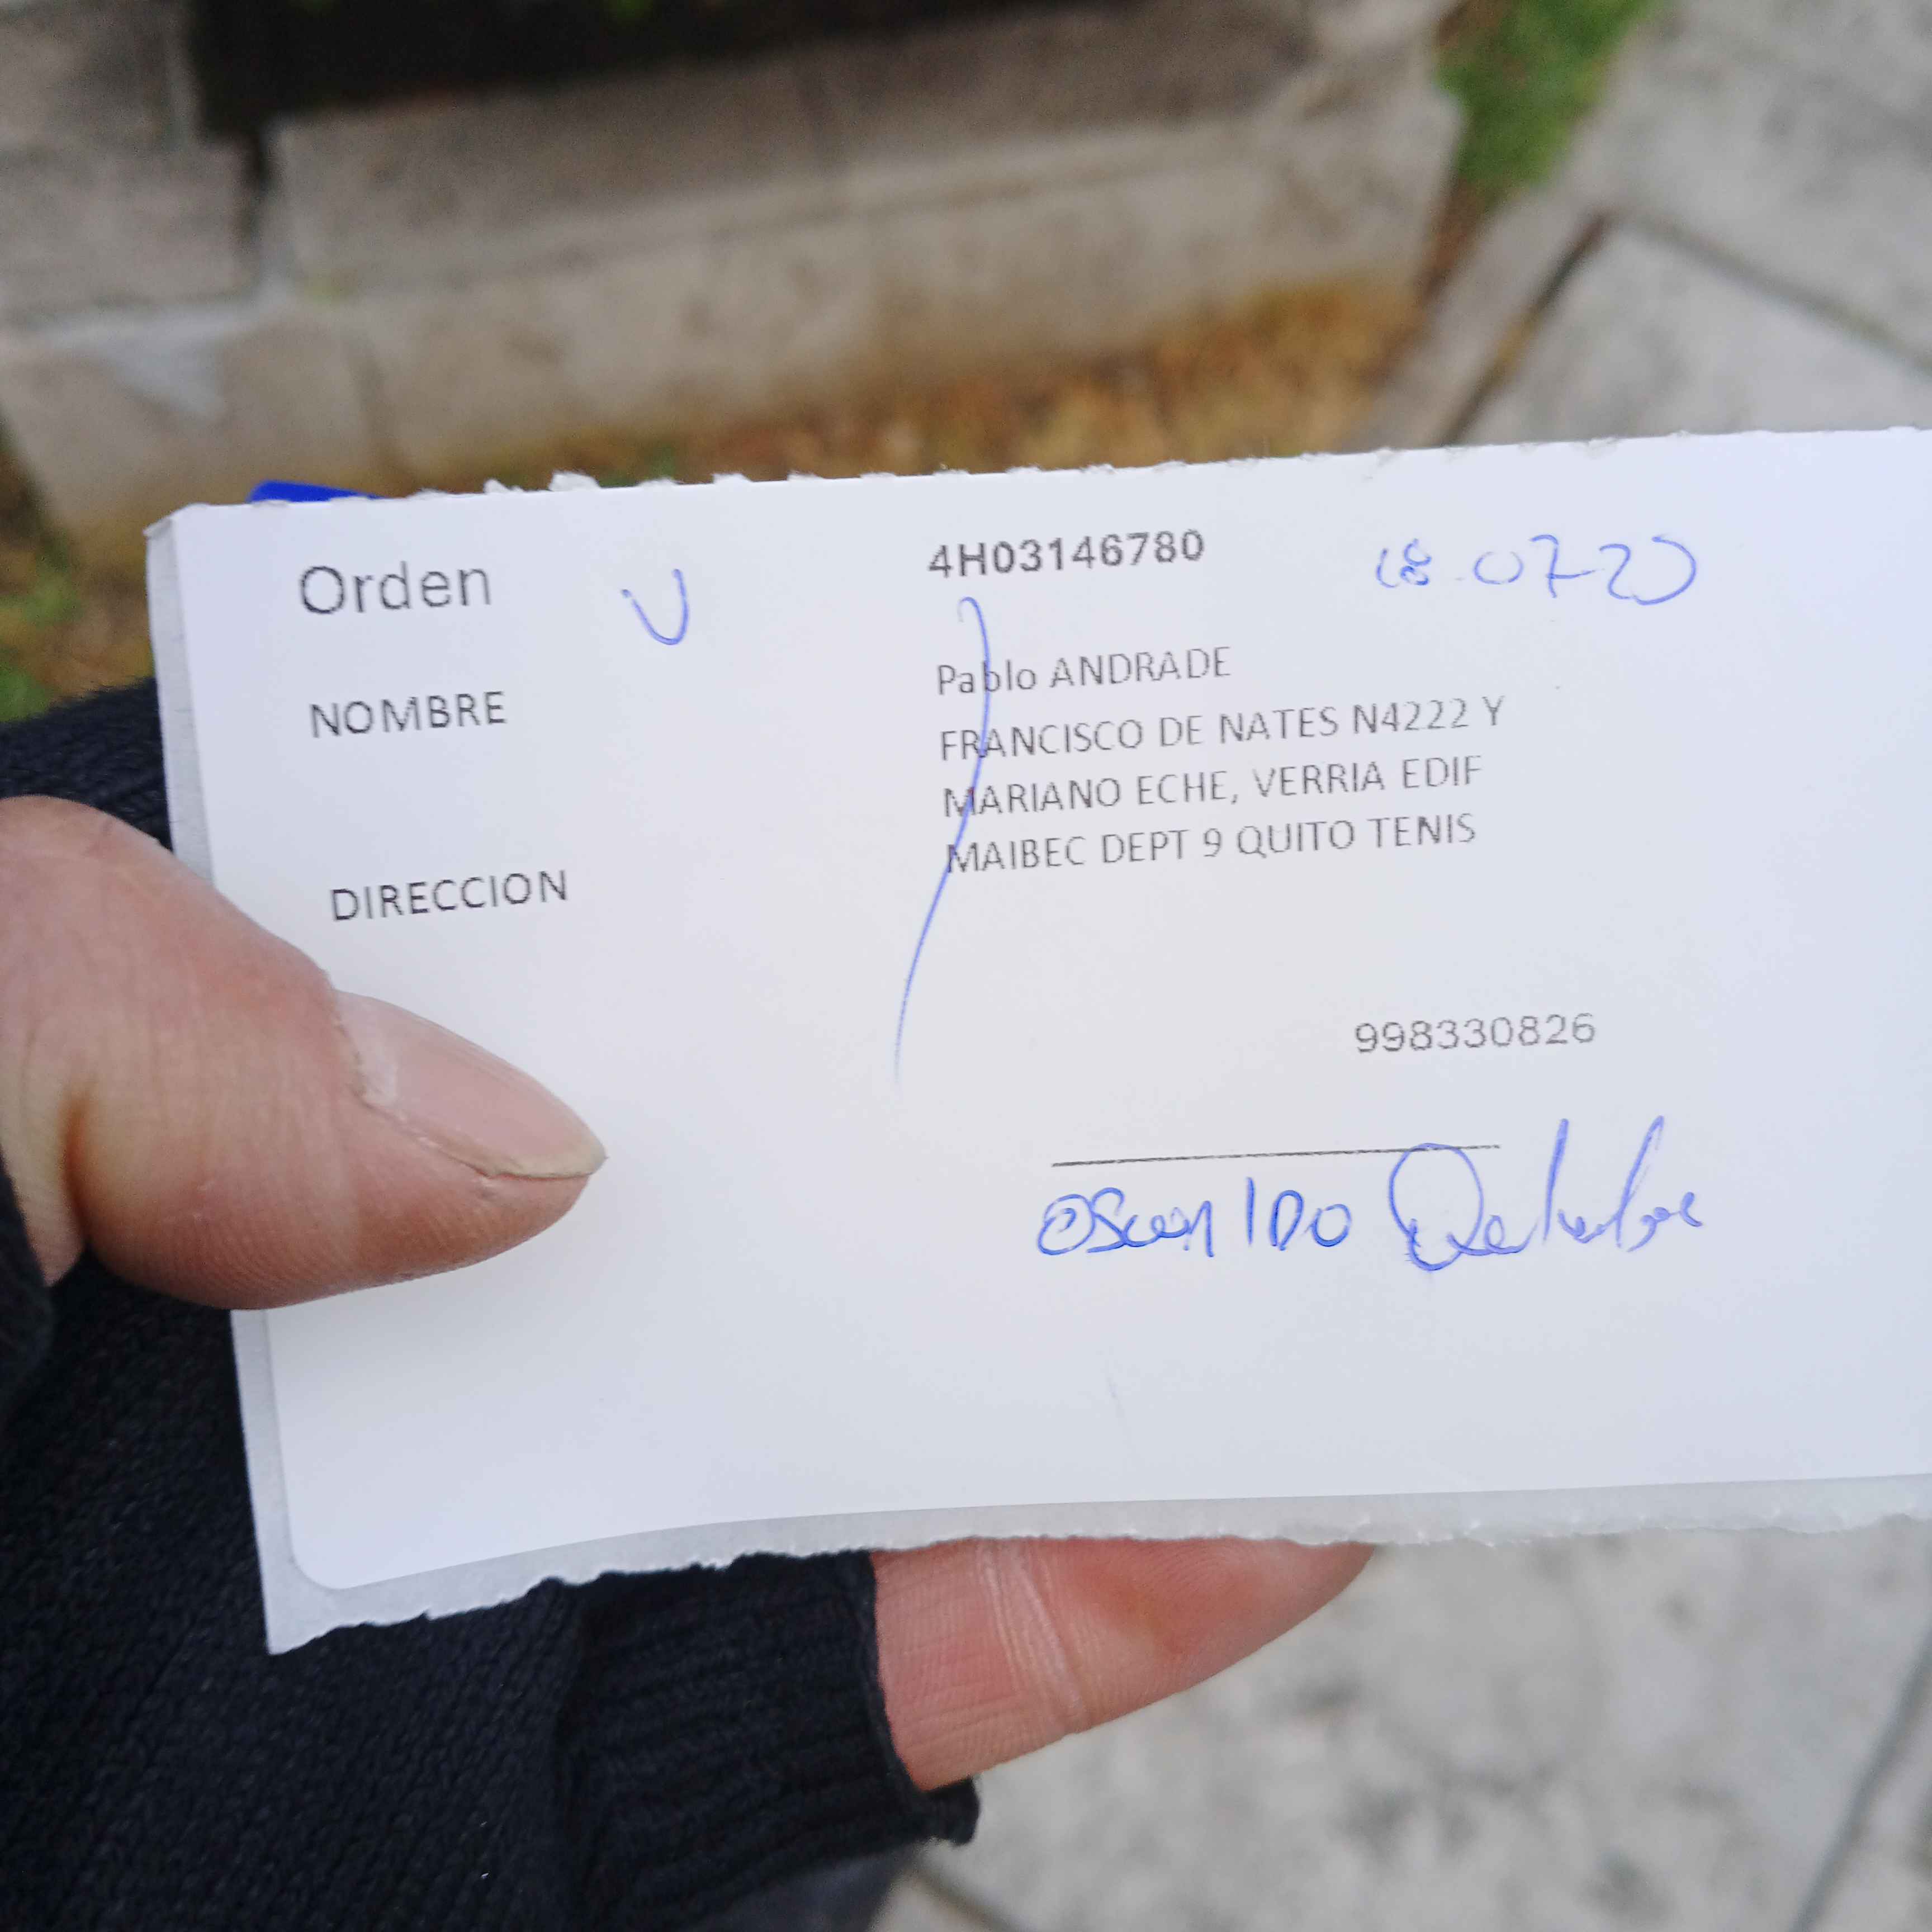 Orden 4H03146780 18-07-20
NOMBRE Pablo ANDRADE
FRANCISCO DE NATES N4222 Y
MARIANO ECHE, VERRIA EDIF
MAIBEC DEPT 9 QUITO TENIS
DIRECCION
998330826
IDO